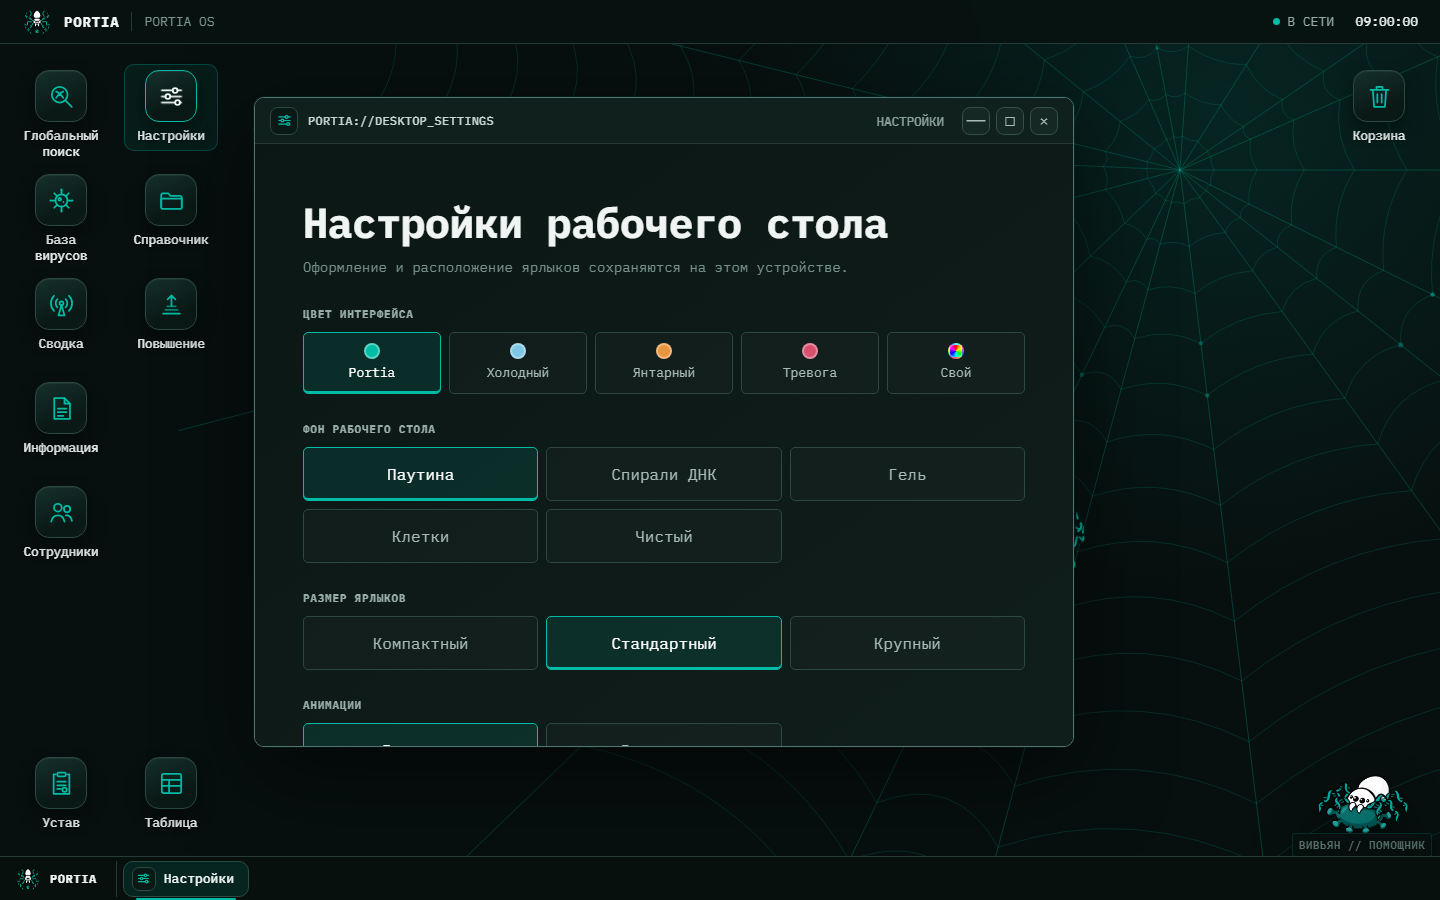 PORTIA
PORTIA OS
В СЕТИ
09:00:00
Глобальный
поиск
Настройки
База
вирусов
Справочник
Сводка
Повышение
Информация
Сотрудники
Устав
Таблица
Корзина
PORTIA://DESKTOP_SETTINGS
НАСТРОЙКИ
Настройки рабочего стола
Оформление и расположение ярлыков сохраняются на этом устройстве.
ЦВЕТ ИНТЕРФЕЙСА
Portia
Холодный
Янтарный
Тревога
Свой
ФОН РАБОЧЕГО СТОЛА
Паутина
Спирали ДНК
Гель
Клетки
Чистый
РАЗМЕР ЯРЛЫКОВ
Компактный
Стандартный
Крупный
АНИМАЦИИ
ВИВЬЯН // ПОМОЩНИК
PORTIA
Настройки